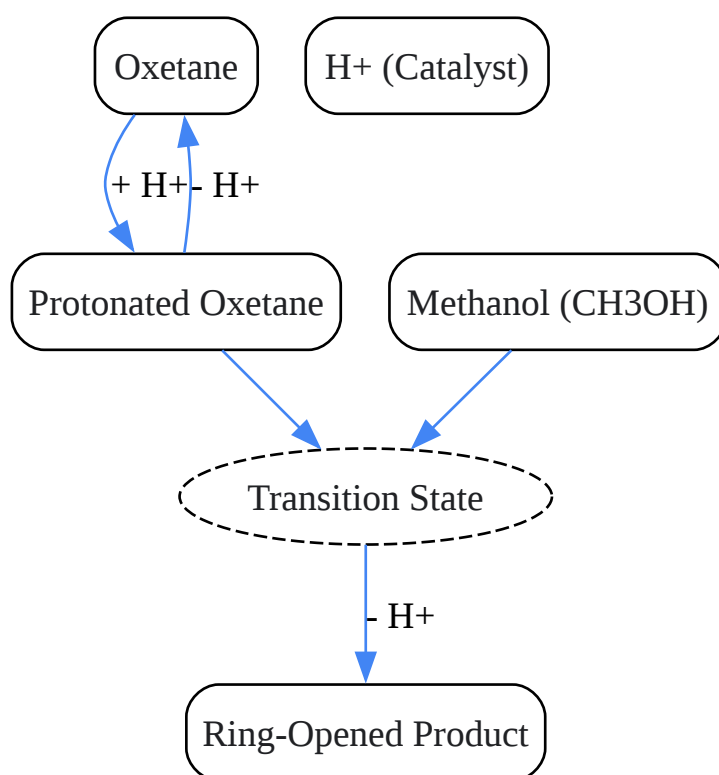 Oxetane
H+ (Catalyst)
+ H+
- H+
Protonated Oxetane
Methanol (CH3OH)
Transition State
- H+
Ring-Opened Product